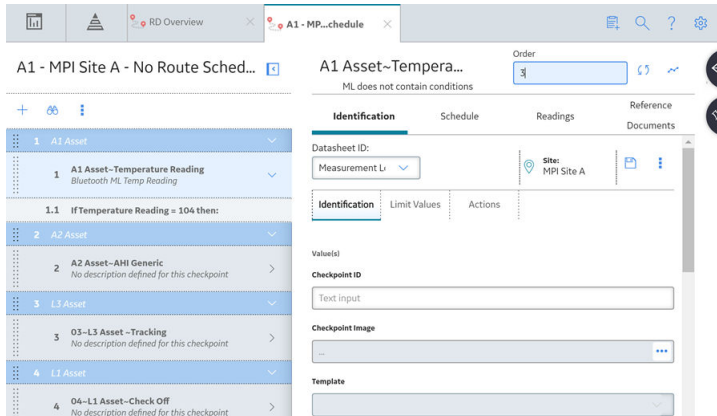 RD Overview
A1 - MP...chedule
A1 - MPI Site A - No Route Sched...
1 A1 Asset
1 A1 Asset~Temperature Reading
Bluetooth ML Temp Reading
1.1 If Temperature Reading = 104 then:
2 A2 Asset
2 A2 Asset~AHI Generic
No description defined for this checkpoint
3 L3 Asset
3 03~L3 Asset ~Tracking
No description defined for this checkpoint
4 L1 Asset
4 04~L1 Asset~Check Off
No description defined for this checkpoint
A1 Asset~Tempera...
ML does not contain conditions
Order
3
Identification Schedule Readings Reference
Documents
Datasheet ID:
Measurement L
Site:
MPI Site A
Identification Limit Values Actions
Value(s)
Checkpoint ID
Text input
Checkpoint Image
...
Template